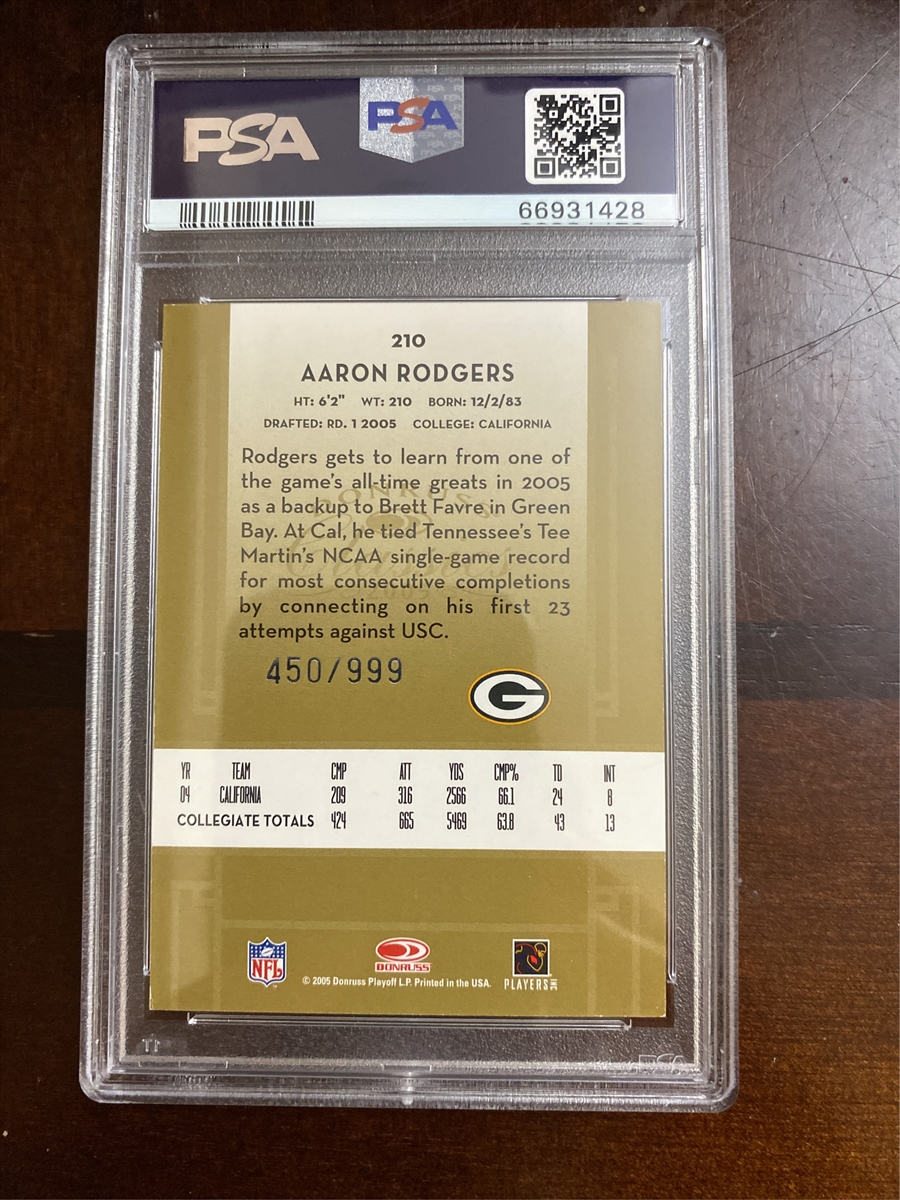 PSA
PSA
66931428
210
AARON RODGERS
HT: 6'2" WT: 210 BORN: 12/2/83
DRAFTED: RD. 1 2005 COLLEGE: CALIFORNIA
Rodgers gets to learn from one of
the game's all-time greats in 2005
as a backup to Brett Favre in Green
Bay. At Cal, he tied Tennessee's Tee
Martin's NCAA single-game record
for most consecutive completions
by connecting on his first 23
attempts against USC.
DONRUSS
450/999
G
YR TEAM CMP ATT YDS CMP% TD INT
04 CALIFORNIA 209 316 2566 66.1 24 8
COLLEGIATE TOTALS 424 665 5469 63.8 43 13
NFL
DONRUSS
© 2005 Donruss Playoff L.P. Printed in the USA.
PLAYERS INC
PSA